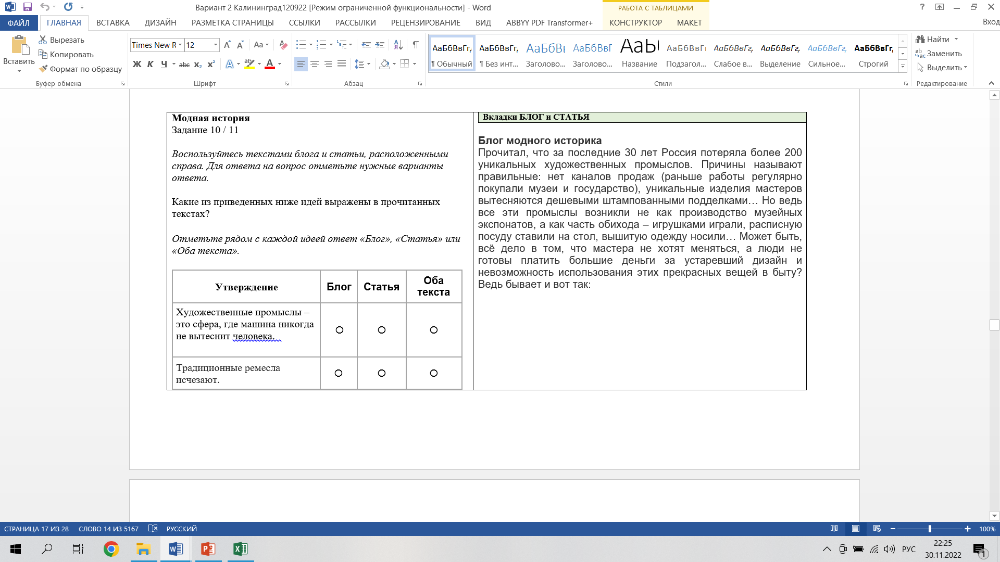 Вариант 2 Калининград120922 [Режим ограниченной функциональности] - Word
РАБОТА С ТАБЛИЦАМИ
?
ФАЙЛ
ГЛАВНАЯ
ВСТАВКА
ДИЗАЙН
РАЗМЕТКА СТРАНИЦЫ
ССЫЛКИ
РАССЫЛКИ
РЕЦЕНЗИРОВАНИЕ
ВИД
ABBYY PDF Transformer+
КОНСТРУКТОР
МАКЕТ
Вход
Вставить
Вырезать
Копировать
Формат по образцу
Буфер обмена
Times New R
12
Aa
Ж К Ч abc x₂ x²
Шрифт
Абзац
АаБбВвГг,
¶ Обычный
АаБбВвГг,
¶ Без инт...
АаБбВ
Заголово...
АаБбВвГ
Заголово...
АаЬ
Название
АаБбВвГг
Подзагол...
АаБбВвГг,
Слабое в...
АаБбВвГг,
Выделение
АаБбВвГг,
Сильное...
АаБбВвГг,
Строгий
Стили
Найти
Заменить
Выделить
Редактирование
Модная история
Задание 10 / 11
Воспользуйтесь текстами блога и статьи, расположенными
справа. Для ответа на вопрос отметьте нужные варианты
ответа.
Какие из приведенных ниже идей выражены в прочитанных
текстах?
Отметьте рядом с каждой идеей ответ «Блог», «Статья» или
«Оба текста».
Утверждение
Блог
Статья
Оба
текста
Художественные промыслы –
это сфера, где машина никогда
не вытеснит человека.
Традиционные ремесла
исчезают.
Вкладки БЛОГ и СТАТЬЯ
Блог модного историка
Прочитал, что за последние 30 лет Россия потеряла более 200
уникальных художественных промыслов. Причины называют
правильные: нет каналов продаж (раньше работы регулярно
покупали музеи и государство), уникальные изделия мастеров
вытесняются дешевыми штампованными подделками… Но ведь
все эти промыслы возникли не как производство музейных
экспонатов, а как часть обихода – игрушками играли, расписную
посуду ставили на стол, вышитую одежду носили… Может быть,
всё дело в том, что мастера не хотят меняться, а люди не
готовы платить большие деньги за устаревший дизайн и
невозможность использования этих прекрасных вещей в быту?
Ведь бывает и вот так:
СТРАНИЦА 17 ИЗ 28
СЛОВО 14 ИЗ 5167
РУССКИЙ
100%
РУС
22:25
30.11.2022
1